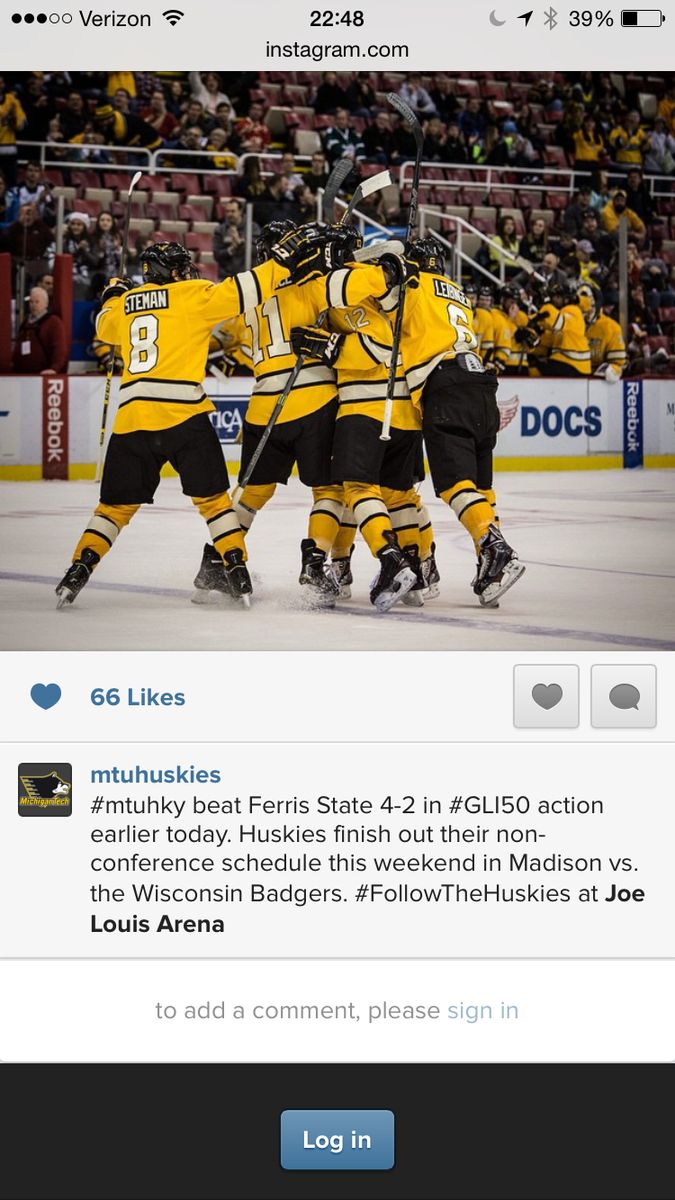 Verizon 22:48 39%
instagram.com
STEMAN
8
11
12
6
Reebok
DOCS
Reebok
66 Likes
MichiganTech
mtuhuskies
#mtuhky beat Ferris State 4-2 in #GLI50 action
earlier today. Huskies finish out their non-
conference schedule this weekend in Madison vs.
the Wisconsin Badgers. #FollowTheHuskies at Joe
Louis Arena
to add a comment, please sign in
Log in